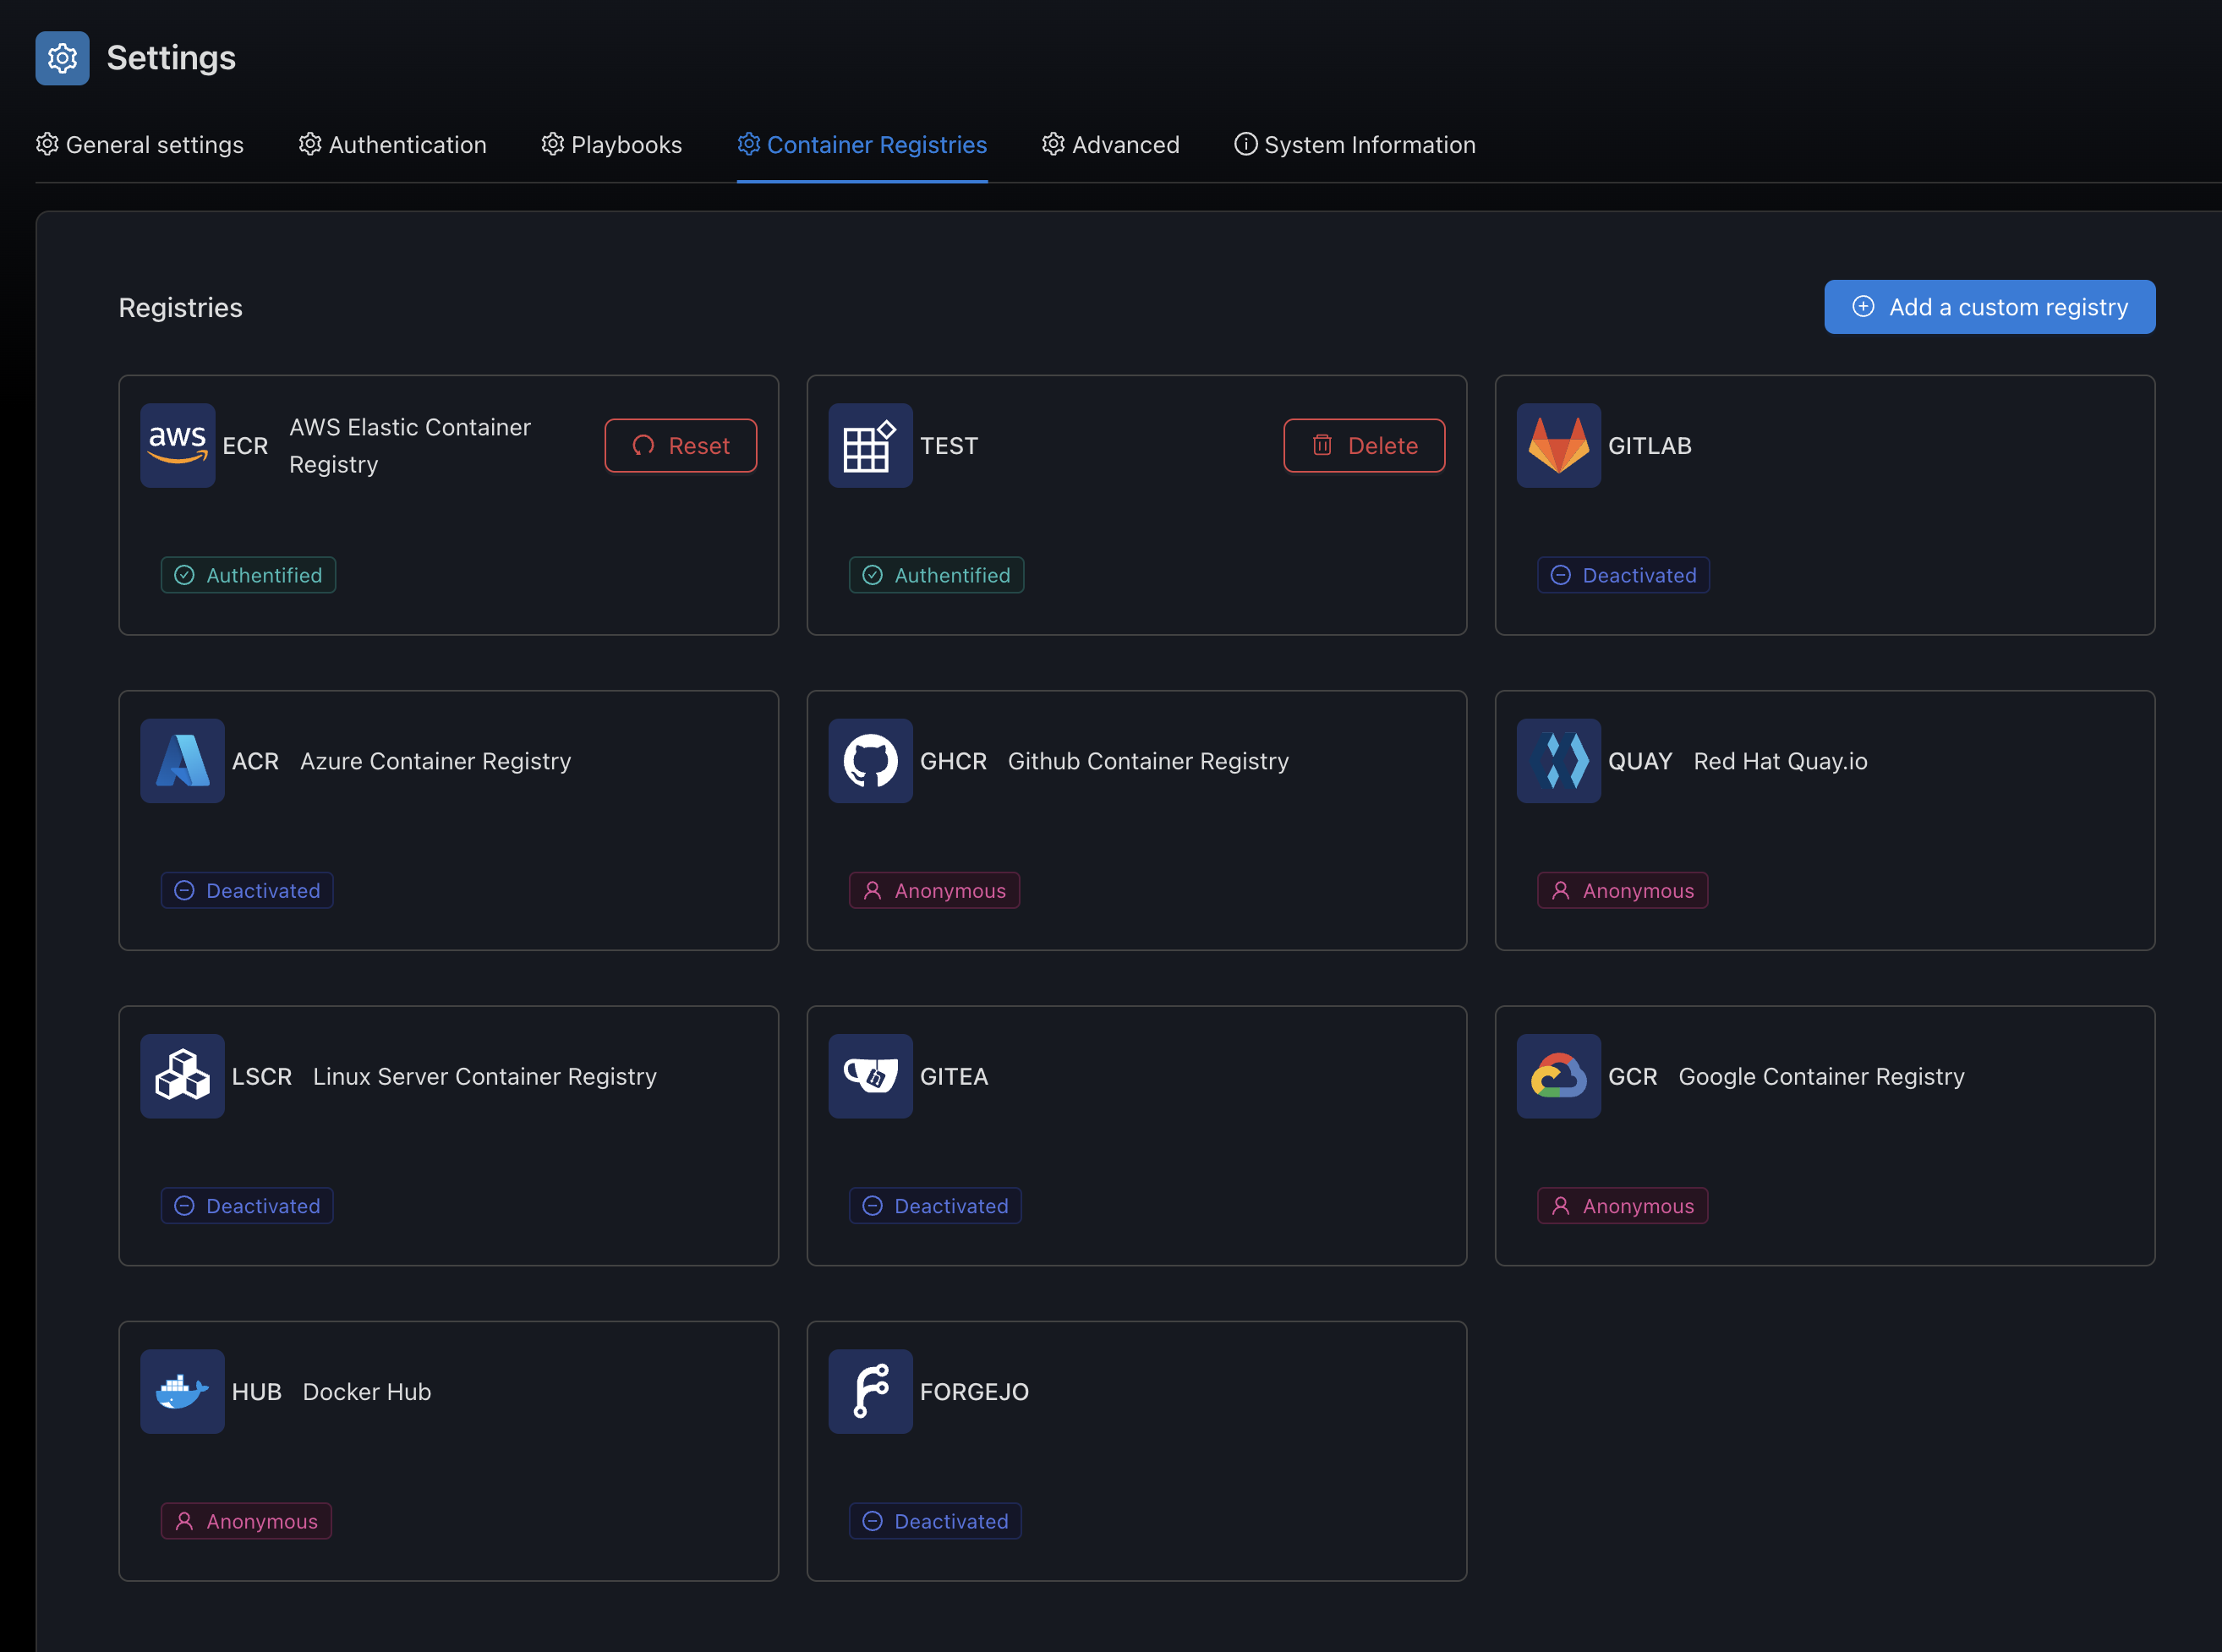 Settings
General settings
Authentication
Playbooks
Container Registries
Advanced
System Information
Registries
Add a custom registry
aws
ECR
AWS Elastic Container
Registry
Reset
Authentified
TEST
Delete
Authentified
GITLAB
Deactivated
ACR
Azure Container Registry
Deactivated
GHCR
Github Container Registry
Anonymous
QUAY
Red Hat Quay.io
Anonymous
LSCR
Linux Server Container Registry
Deactivated
GITEA
Deactivated
GCR
Google Container Registry
Anonymous
HUB
Docker Hub
Anonymous
FORGEJO
Deactivated